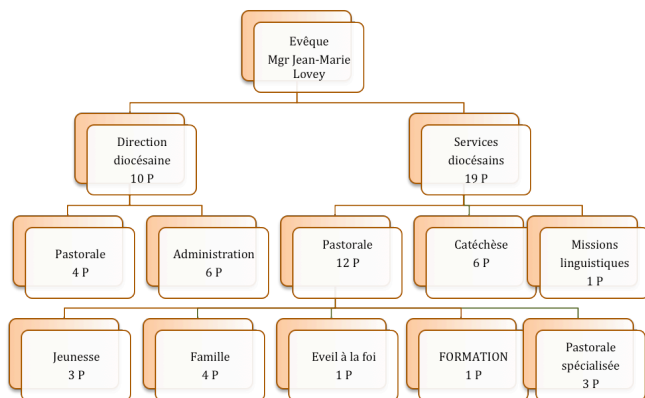 Evêque
Mgr Jean-Marie
Lovey
Direction
diocésaine
10 P
Services
diocésains
19 P
Pastorale
4 P
Administration
6 P
Pastorale
12 P
Catéchèse
6 P
Missions
linguistiques
1 P
Jeunesse
3 P
Famille
4 P
Eveil à la foi
1 P
FORMATION
1 P
Pastorale
spécialisée
3 P